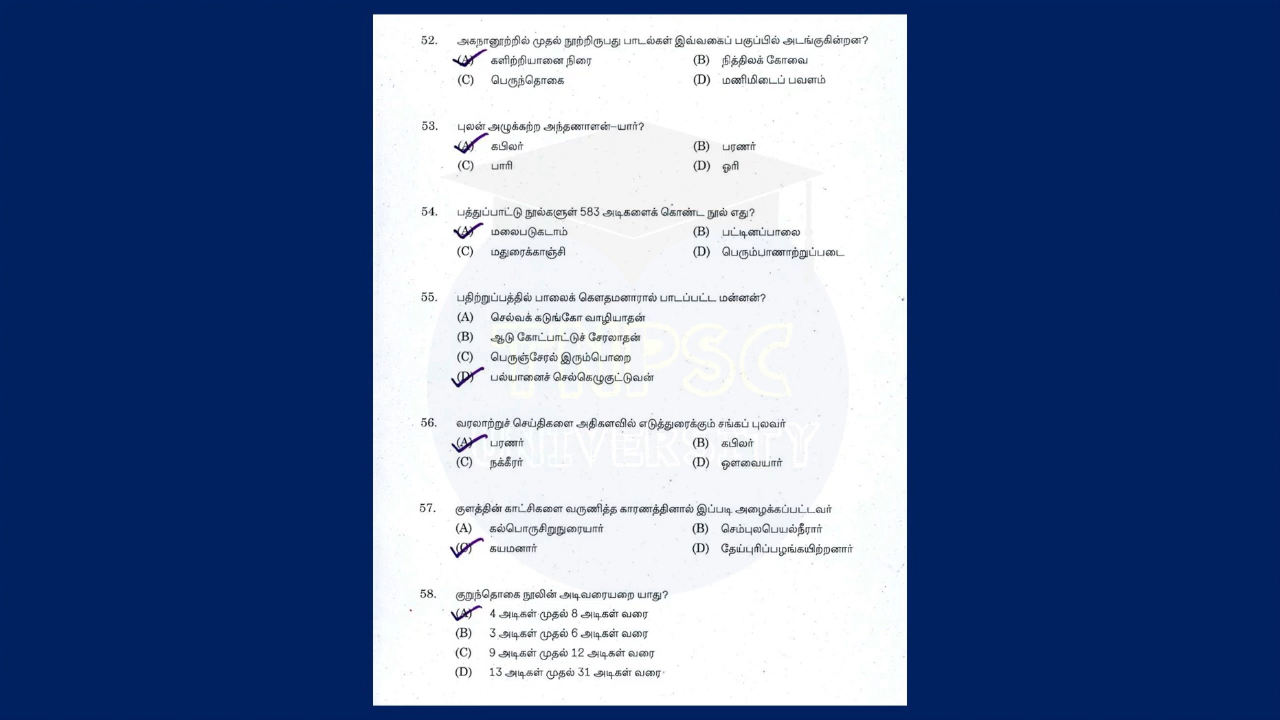 52. அகநானூற்றில் முதல் நூற்றிருபது பாடல்கள் இவ்வகைப் பகுப்பில் அடங்குகின்றன?
(A) களிற்றியானை நிரை (B) நித்திலக் கோவை
(C) பெருந்தொகை (D) மணிமிடைப் பவளம்
53. புலன் அழுக்கற்ற அந்தணாளன்–யார்?
(A) கபிலர் (B) பரணர்
(C) பாரி (D) ஓரி
54. பத்துப்பாட்டு நூல்களுள் 583 அடிகளைக் கொண்ட நூல் எது?
(A) மலைபடுகடாம் (B) பட்டினப்பாலை
(C) மதுரைக்காஞ்சி (D) பெரும்பாணாற்றுப்படை
55. பதிற்றுப்பத்தில் பாலைக் கௌதமனாரால் பாடப்பட்ட மன்னன்?
(A) செல்வக் கடுங்கோ வாழியாதன்
(B) ஆடு கோட்பாட்டுச் சேரலாதன்
(C) பெருஞ்சேரல் இரும்பொறை
(D) பல்யானைச் செல்கெழுகுட்டுவன்
TNPSC
56. வரலாற்றுச் செய்திகளை அதிகளவில் எடுத்துரைக்கும் சங்கப் புலவர்
(A) பரணர் (B) கபிலர்
(C) நக்கீரர் (D) ஔவையார்
UNIVERSITY
57. குளத்தின் காட்சிகளை வருணித்த காரணத்தினால் இப்படி அழைக்கப்பட்டவர்
(A) கல்பொருசிறுநுரையார் (B) செம்புலபெயல்நீரார்
(C) கயமனார் (D) தேய்புரிப்பழங்கயிற்றனார்
58. குறுந்தொகை நூலின் அடிவரையறை யாது?
(A) 4 அடிகள் முதல் 8 அடிகள் வரை
(B) 3 அடிகள் முதல் 6 அடிகள் வரை
(C) 9 அடிகள் முதல் 12 அடிகள் வரை
(D) 13 அடிகள் முதல் 31 அடிகள் வரை